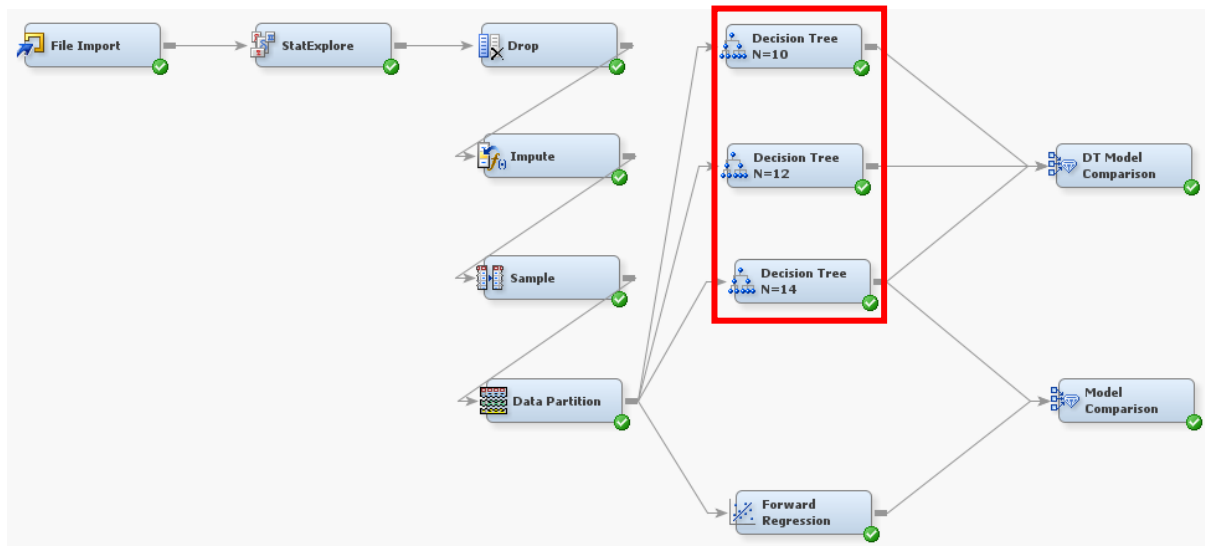 File Import
StatExplore
Drop
Decision Tree
N=10
Impute
Decision Tree
N=12
DT Model
Comparison
Sample
Decision Tree
N=14
Data Partition
Model
Comparison
Forward
Regression